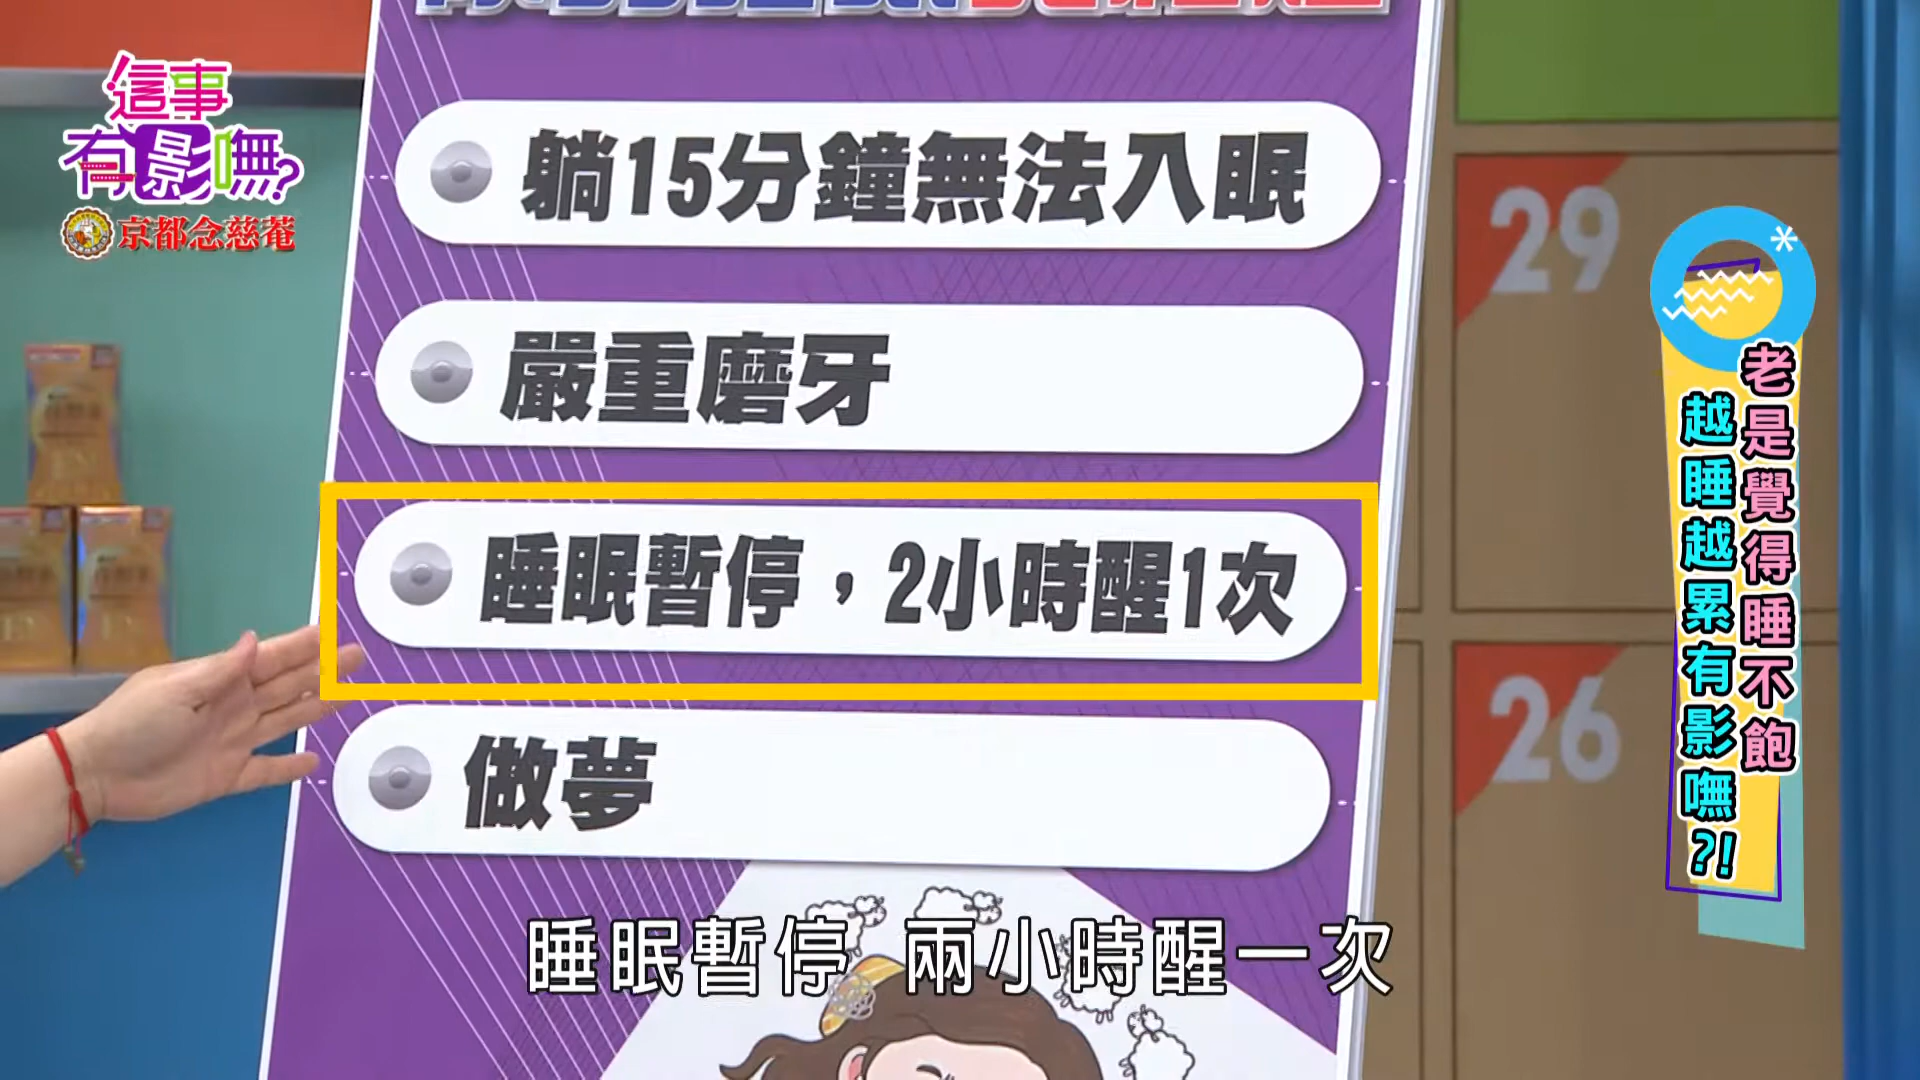 這事
有影嘸?
京都念慈菴
躺15分鐘無法入眠
嚴重磨牙
睡眠暫停，2小時醒1次
做夢
29
26
老是覺得睡不飽
越睡越累有影嘸?!
睡眠暫停 兩小時醒一次